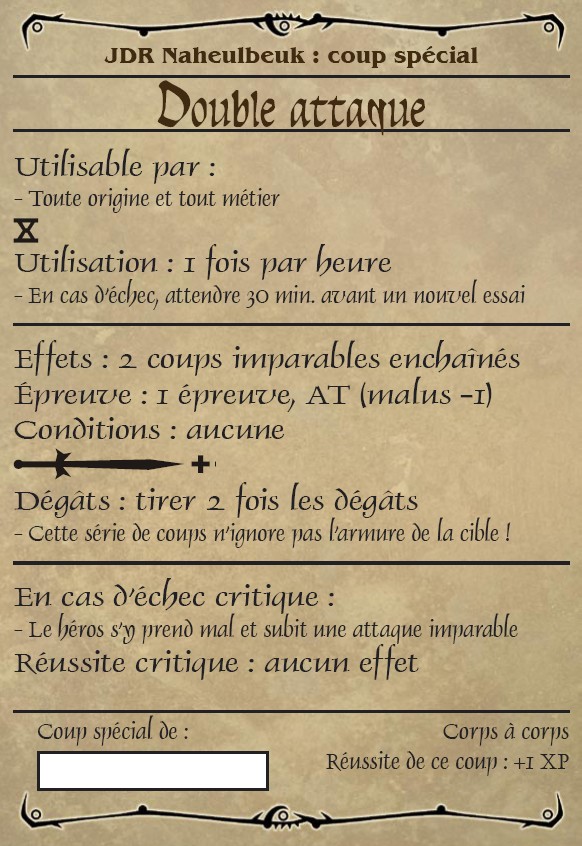 JDR Naheulbeuk : coup spécial
Double attaque
Utilisable par :
- Toute origine et tout métier
Utilisation : 1 fois par heure
- En cas d'échec, attendre 30 min. avant un nouvel essai
Effets : 2 coups imparables enchaînés
Épreuve : 1 épreuve, AT (malus -1)
Conditions : aucune
+
Dégâts : tirer 2 fois les dégâts
- Cette série de coups n'ignore pas l'armure de la cible !
En cas d'échec critique :
- Le héros s'y prend mal et subit une attaque imparable
Réussite critique : aucun effet
Coup spécial de :
Corps à corps
Réussite de ce coup : +1 XP